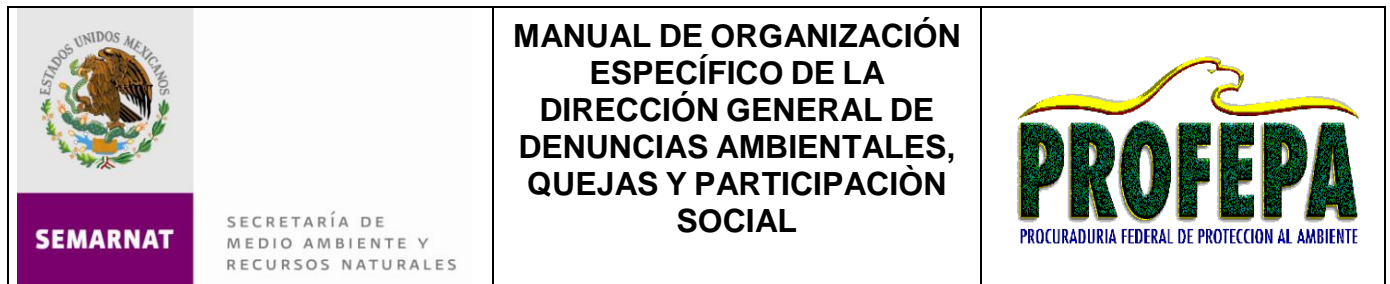 ESTADOS UNIDOS MEXICANOS
SEMARNAT
SECRETARÍA DE
MEDIO AMBIENTE Y
RECURSOS NATURALES
MANUAL DE ORGANIZACIÓN
ESPECÍFICO DE LA
DIRECCIÓN GENERAL DE
DENUNCIAS AMBIENTALES,
QUEJAS Y PARTICIPACIÒN
SOCIAL
PROFEPA
PROCURADURIA FEDERAL DE PROTECCION AL AMBIENTE